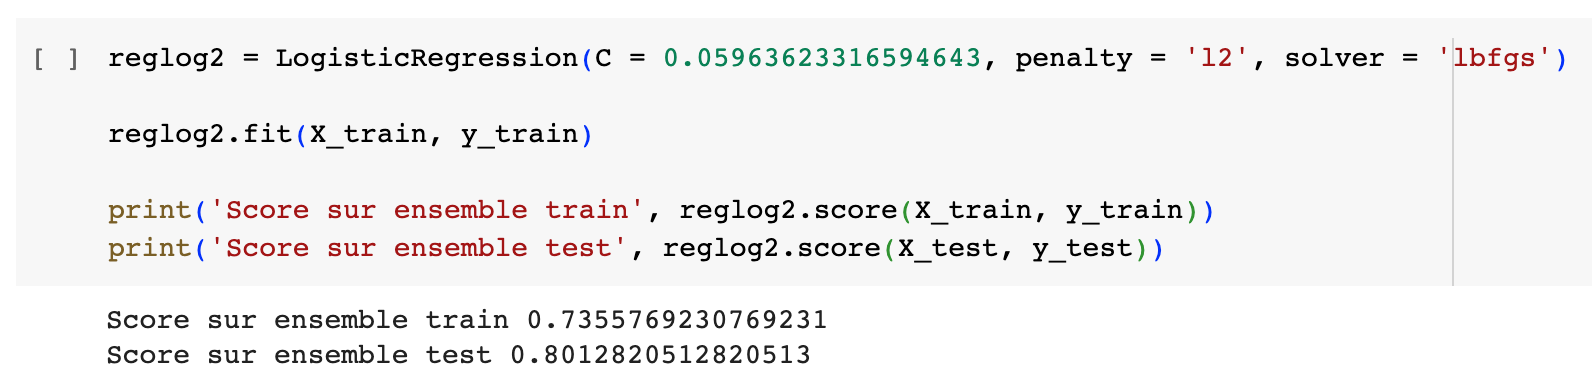 [ ] reglog2 = LogisticRegression(C = 0.05963623316594643, penalty = 'l2', solver = 'lbfgs')
reglog2.fit(X_train, y_train)
print('Score sur ensemble train', reglog2.score(X_train, y_train))
print('Score sur ensemble test', reglog2.score(X_test, y_test))
Score sur ensemble train 0.7355769230769231
Score sur ensemble test 0.8012820512820513